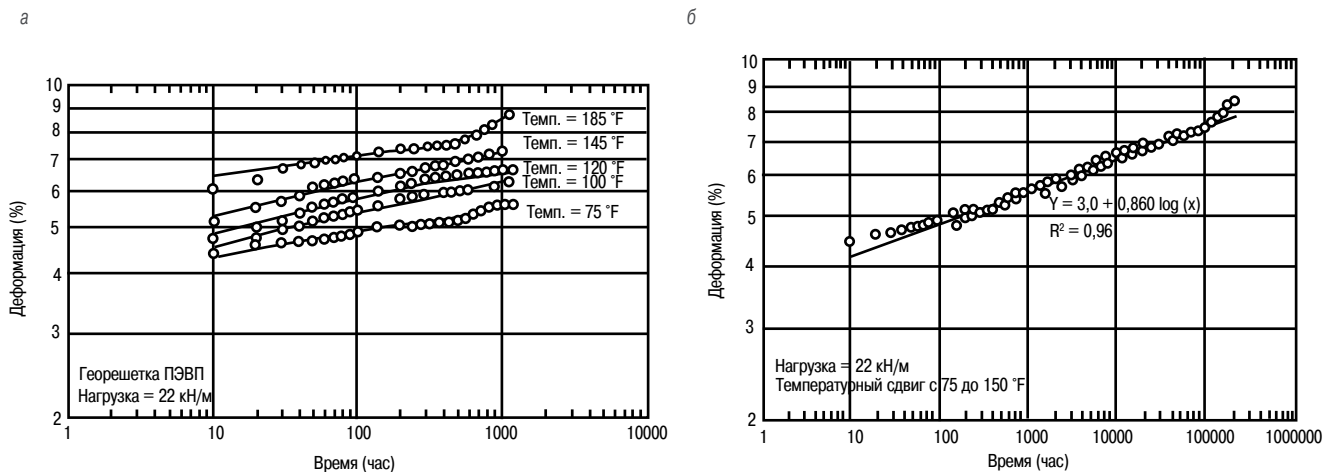 а
10
9
8
7
6
5
4
3
2
Деформация (%)
Темп. = 185 °F
Темп. = 145 °F
Темп. = 120 °F
Темп. = 100 °F
Темп. = 75 °F
Георешетка ПЭВП
Нагрузка = 22 кН/м
1 10 100 1000 10000
Время (час)
б
10
9
8
7
6
5
4
3
2
Деформация (%)
Y = 3,0 + 0,860 log (x)
R² = 0,96
Нагрузка = 22 кН/м
Температурный сдвиг с 75 до 150 °F
1 10 100 1000 10000 100000 1000000
Время (час)